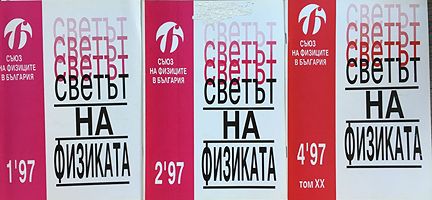 СЪЮЗ
НА ФИЗИЦИТЕ
В БЪЛГАРИЯ
1'97
светът
светът
светът
светът
НА
ФИЗИКАТА
СЪЮЗ
НА ФИЗИЦИТЕ
В БЪЛГАРИЯ
2'97
светът
светът
светът
светът
НА
ФИЗИКАТА
СЪЮЗ
НА ФИЗИЦИТЕ
В БЪЛГАРИЯ
4'97
ТОМ XX
светът
светът
светът
светът
НА
ФИЗИКАТА